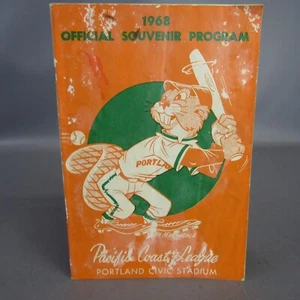 1968
OFFICIAL SOUVENIR PROGRAM
PORTLAND
Pacific Coast League
PORTLAND CIVIC STADIUM